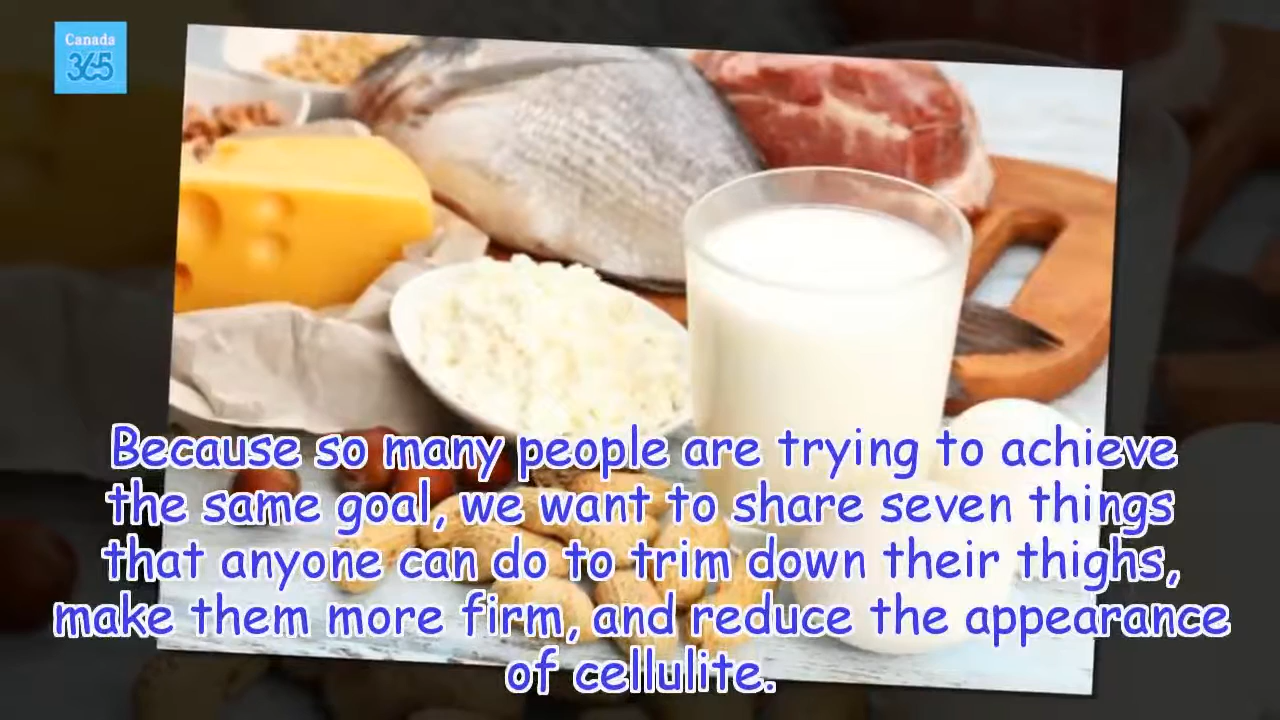 Canada
365
Because so many people are trying to achieve
the same goal, we want to share seven things
that anyone can do to trim down their thighs,
make them more firm, and reduce the appearance
of cellulite.